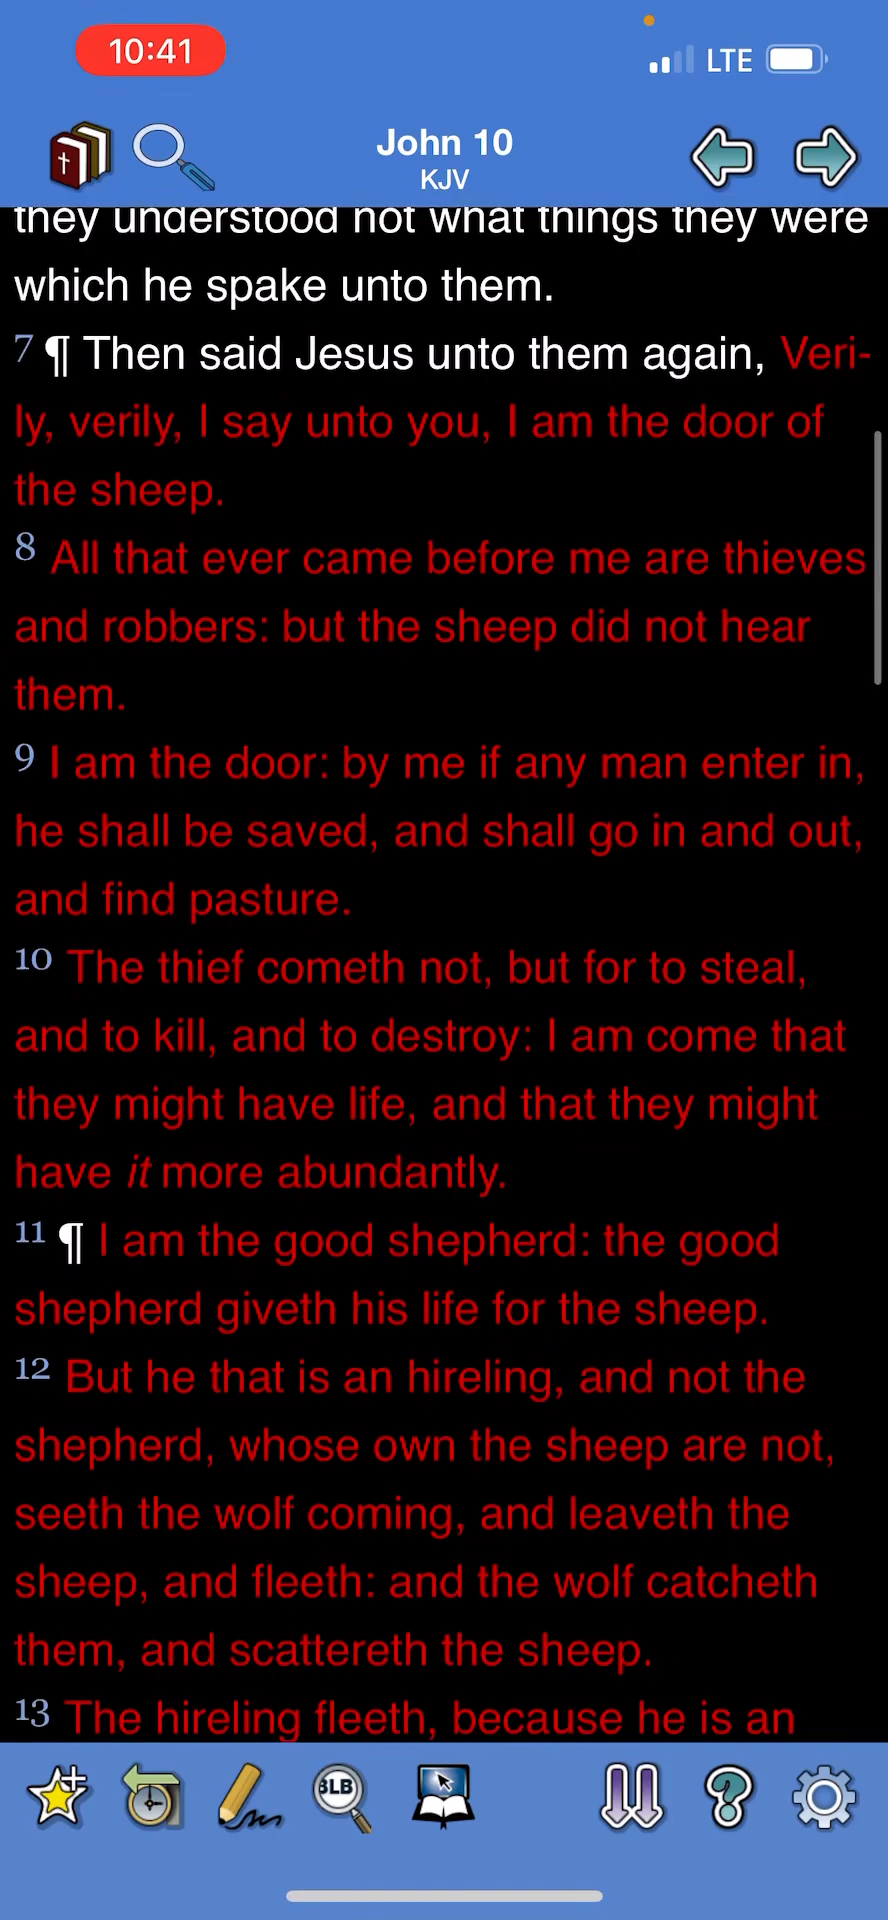 10:41
LTE
John 10
KJV
they understood not what things they were
which he spake unto them.
7 ¶ Then said Jesus unto them again, Veri-
ly, verily, I say unto you, I am the door of
the sheep.
8 All that ever came before me are thieves
and robbers: but the sheep did not hear
them.
9 I am the door: by me if any man enter in,
he shall be saved, and shall go in and out,
and find pasture.
10 The thief cometh not, but for to steal,
and to kill, and to destroy: I am come that
they might have life, and that they might
have it more abundantly.
11 ¶ I am the good shepherd: the good
shepherd giveth his life for the sheep.
12 But he that is an hireling, and not the
shepherd, whose own the sheep are not,
seeth the wolf coming, and leaveth the
sheep, and fleeth: and the wolf catcheth
them, and scattereth the sheep.
13 The hireling fleeth, because he is an
BLB